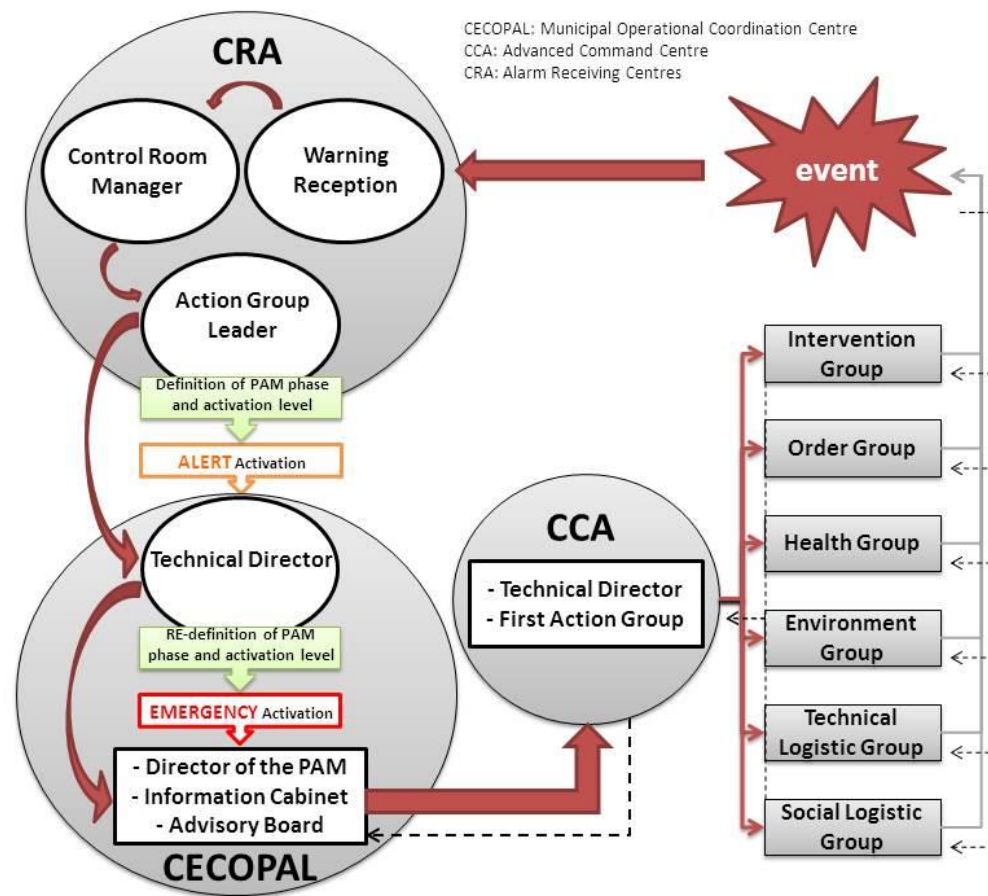 CECOPAL: Municipal Operational Coordination Centre
CCA: Advanced Command Centre
CRA: Alarm Receiving Centres
CRA
Control Room
Manager
Warning
Reception
event
Action Group
Leader
Definition of PAM phase
and activation level
ALERT Activation
Technical Director
RE-definition of PAM
phase and activation level
EMERGENCY Activation
- Director of the PAM
- Information Cabinet
- Advisory Board
CECOPAL
CCA
- Technical Director
- First Action Group
Intervention
Group
Order Group
Health Group
Environment
Group
Technical
Logistic Group
Social Logistic
Group